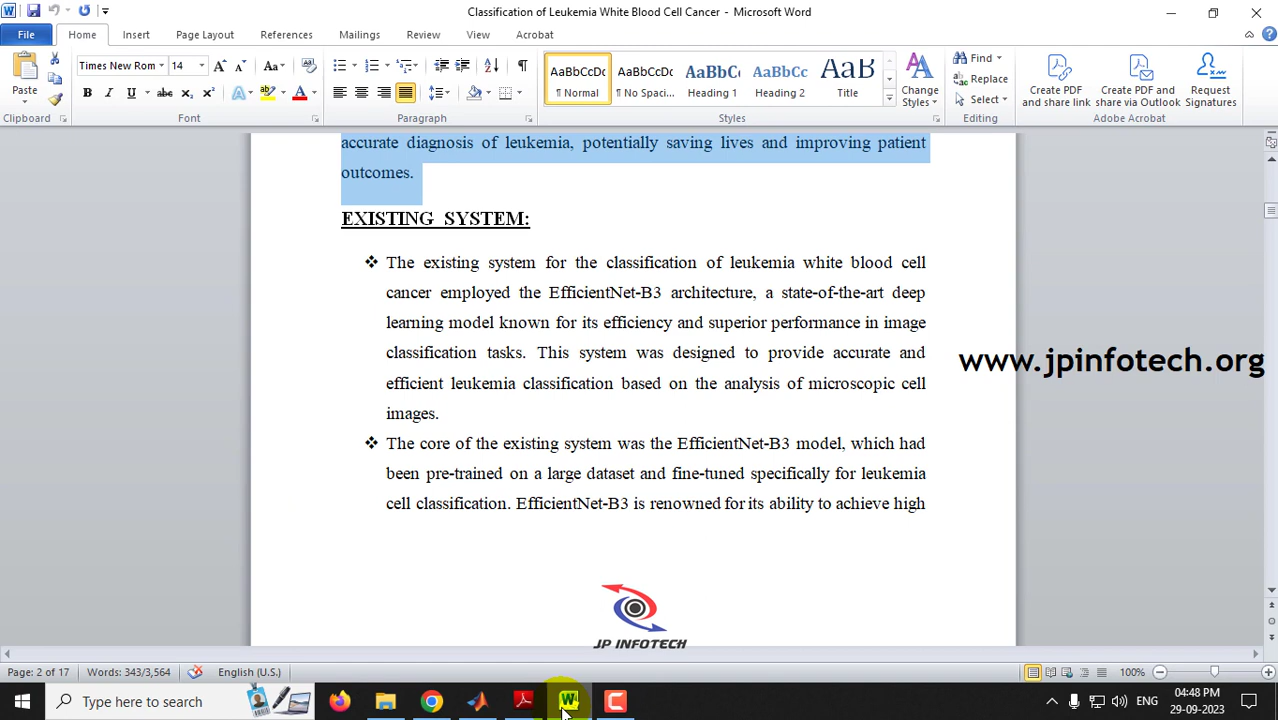 Classification of Leukemia White Blood Cell Cancer - Microsoft Word
File Home Insert Page Layout References Mailings Review View Acrobat
Times New Rom 14 Aa AaBbCcDc AaBbCcDc AaBbC AaBbCc AaB Find
Paste Replace
B I U abc x₂ x² A ab A ¶ Normal ¶ No Spaci... Heading 1 Heading 2 Title Change Styles Select Create PDF and share link Create PDF and share via Outlook Request Signatures
Clipboard Font Paragraph Styles Editing Adobe Acrobat
accurate diagnosis of leukemia, potentially saving lives and improving patient
outcomes.
EXISTING SYSTEM:
❖ The existing system for the classification of leukemia white blood cell
cancer employed the EfficientNet-B3 architecture, a state-of-the-art deep
learning model known for its efficiency and superior performance in image
classification tasks. This system was designed to provide accurate and
www.jpinfotech.org
efficient leukemia classification based on the analysis of microscopic cell
images.
❖ The core of the existing system was the EfficientNet-B3 model, which had
been pre-trained on a large dataset and fine-tuned specifically for leukemia
cell classification. EfficientNet-B3 is renowned for its ability to achieve high
JP INFOTECH
Page: 2 of 17 Words: 343/3,564 English (U.S.) 100%
Type here to search ENG 04:48 PM
29-09-2023